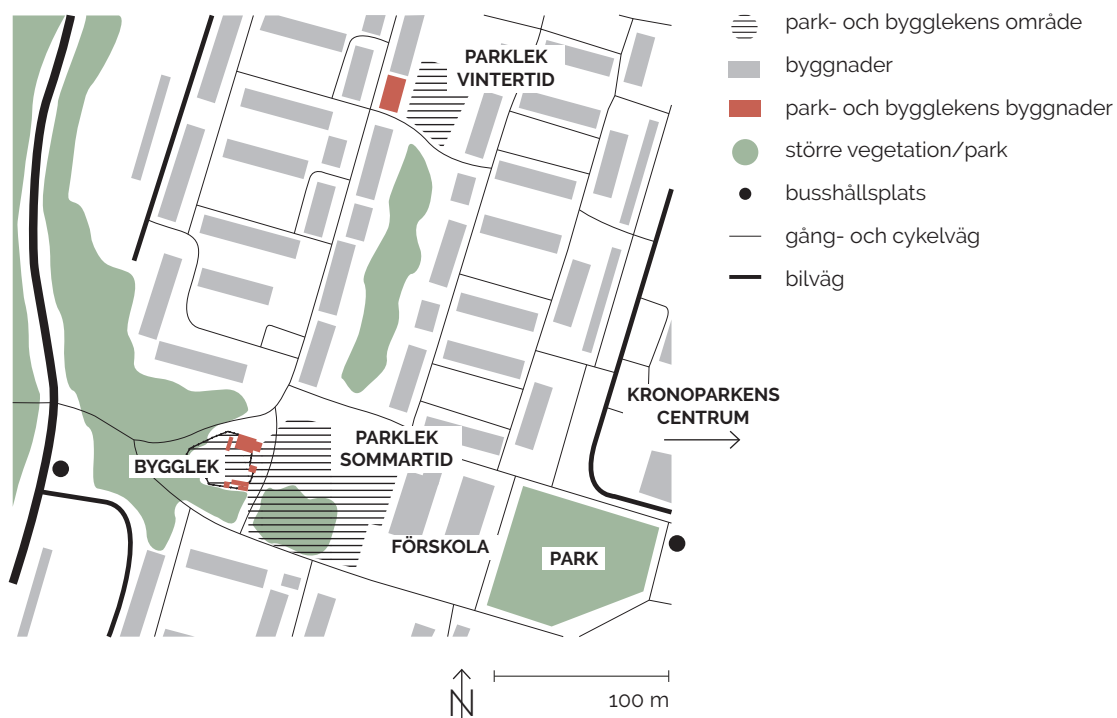 park- och bygglekens område
byggnader
park- och bygglekens byggnader
större vegetation/park
busshållsplats
gång- och cykelväg
bilväg
PARKLEK
VINTERTID
KRONOPARKENS
CENTRUM
PARKLEK
SOMMARTID
BYGGLEK
FÖRSKOLA
PARK
N
100 m